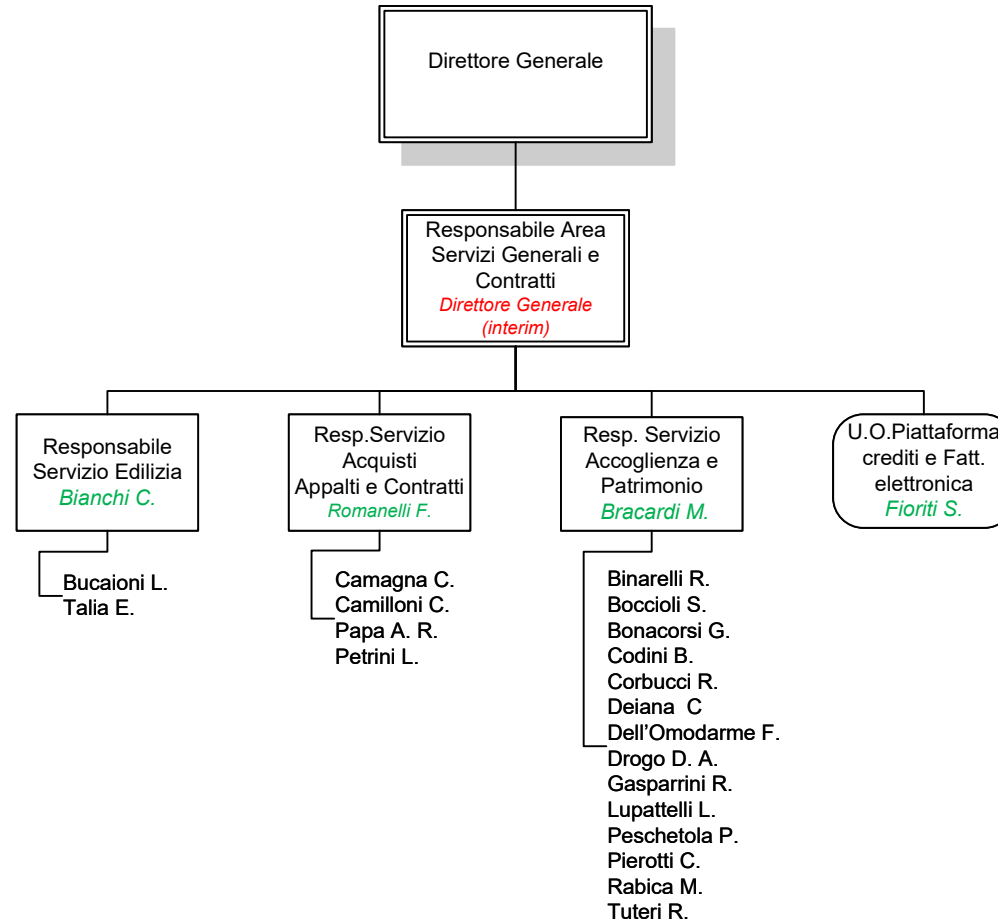 Direttore Generale
Responsabile Area
Servizi Generali e
Contratti
Direttore Generale
(interim)
Responsabile
Servizio Edilizia
Bianchi C.
Bucaioni L.
Talia E.
Resp.Servizio
Acquisti
Appalti e Contratti
Romanelli F.
Camagna C.
Camilloni C.
Papa A. R.
Petrini L.
Resp. Servizio
Accoglienza e
Patrimonio
Bracardi M.
Binarelli R.
Boccioli S.
Bonacorsi G.
Codini B.
Corbucci R.
Deiana  C
Dell’Omodarme F.
Drogo D. A.
Gasparrini R.
Lupattelli L.
Peschetola P.
Pierotti C.
Rabica M.
Tuteri R.
U.O.Piattaforma
crediti e Fatt.
elettronica
Fioriti S.